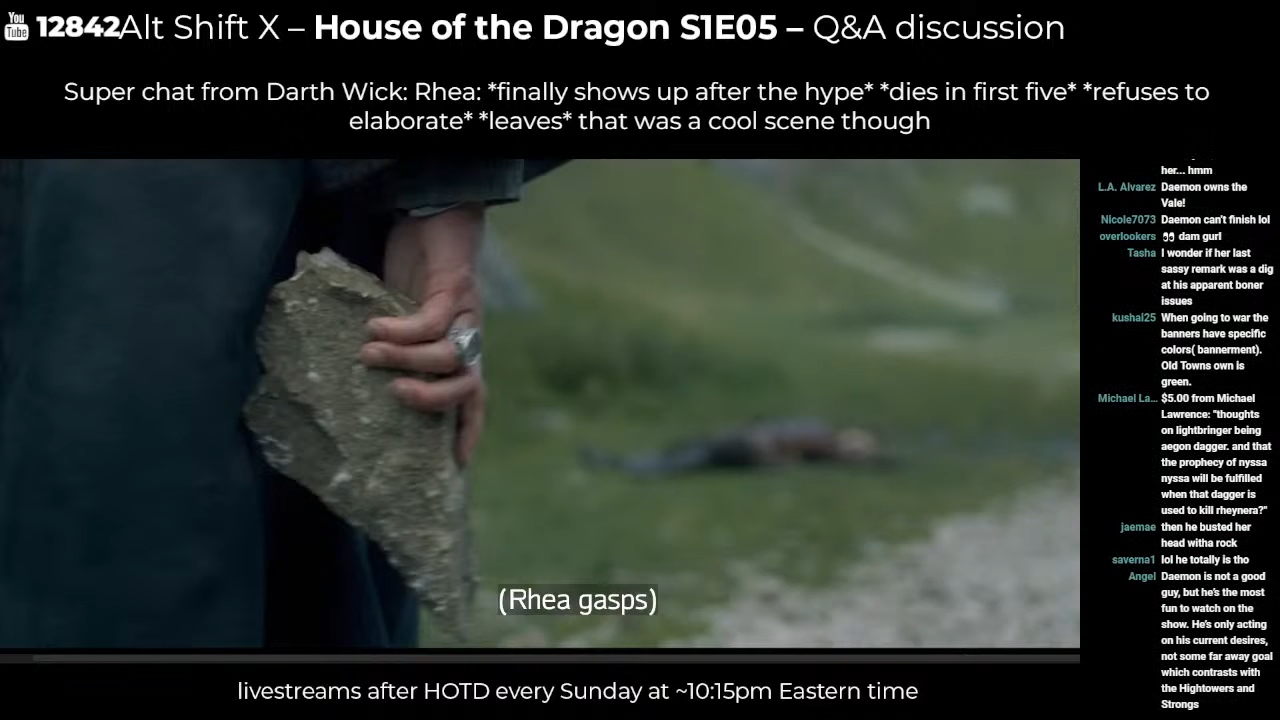 You
Tube
12842
Alt Shift X – House of the Dragon S1E05 – Q&A discussion
Super chat from Darth Wick: Rhea: *finally shows up after the hype* *dies in first five* *refuses to
elaborate* *leaves* that was a cool scene though
her... hmm
L.A. Alvarez Daemon owns the
Vale!
Nicole7073 Daemon can't finish lol
overlookers 👀 dam gurl
Tasha I wonder if her last
sassy remark was a dig
at his apparent boner
issues
kushal25 When going to war the
banners have specific
colors( bannerment).
Old Towns own is
green.
Michael La... $5.00 from Michael
Lawrence: "thoughts
on lightbringer being
aegon dagger. and that
the prophecy of nyssa
nyssa will be fulfilled
when that dagger is
used to kill rheynera?"
jaemae then he busted her
head witha rock
saverna1 lol he totally is tho
Angel Daemon is not a good
guy, but he's the most
fun to watch on the
show. He's only acting
on his current desires,
not some far away goal
which contrasts with
the Hightowers and
Strongs
(Rhea gasps)
livestreams after HOTD every Sunday at ~10:15pm Eastern time